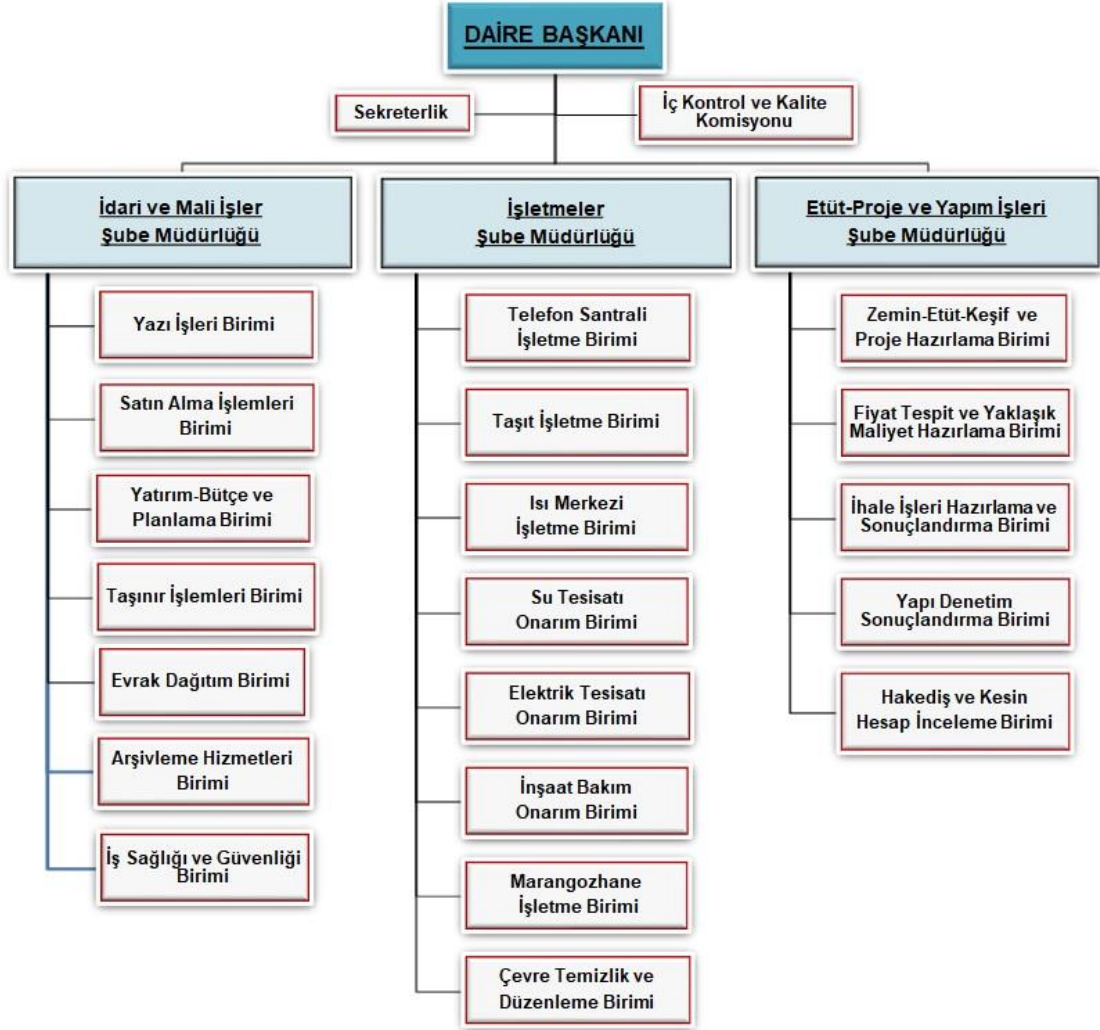 DAİRE BAŞKANI
Sekreterlik
İç Kontrol ve Kalite
Komisyonu
İdari ve Mali İşler
Şube Müdürlüğü
Yazı İşleri Birimi
Satın Alma İşlemleri
Birimi
Yatırım-Bütçe ve
Planlama Birimi
Taşınır İşlemleri Birimi
Evrak Dağıtım Birimi
Arşivleme Hizmetleri
Birimi
İş Sağlığı ve Güvenliği
Birimi
İşletmeler
Şube Müdürlüğü
Telefon Santrali
İşletme Birimi
Taşıt İşletme Birimi
Isı Merkezi
İşletme Birimi
Su Tesisatı
Onarım Birimi
Elektrik Tesisatı
Onarım Birimi
İnşaat Bakım
Onarım Birimi
Marangozhane
İşletme Birimi
Çevre Temizlik ve
Düzenleme Birimi
Etüt-Proje ve Yapım İşleri
Şube Müdürlüğü
Zemin-Etüt-Keşif ve
Proje Hazırlama Birimi
Fiyat Tespit ve Yaklaşık
Maliyet Hazırlama Birimi
İhale İşleri Hazırlama ve
Sonuçlandırma Birimi
Yapı Denetim
Sonuçlandırma Birimi
Hakediş ve Kesin
Hesap İnceleme Birimi